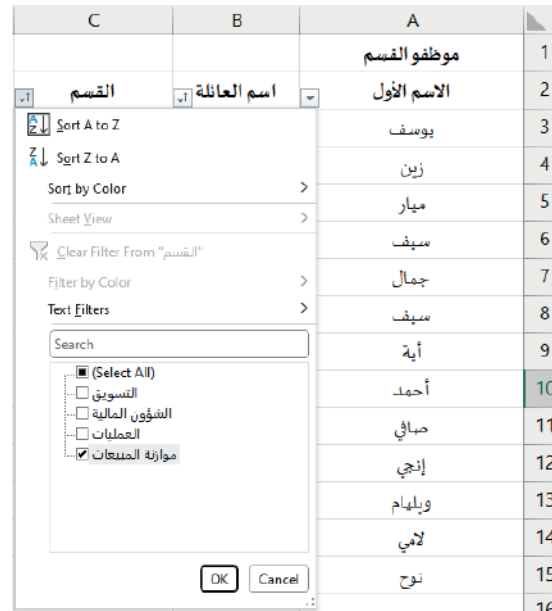 A B C
1 موظفو القسم
2 الاسم الأول اسم العائلة القسم
3 يوسف
4 زين
5 ميار
6 سيف
7 جمال
8 سيف
9 أية
10 أحمد
11 صافي
12 إنجي
13 ويليام
14 لامي
15 نوح
16
Sort A to Z
Sort Z to A
Sort by Color
Sheet View
Clear Filter From "القسم"
Filter by Color
Text Filters
Search
(Select All)
التسويق
الشؤون المالية
العمليات
موازنة المبيعات
OK Cancel